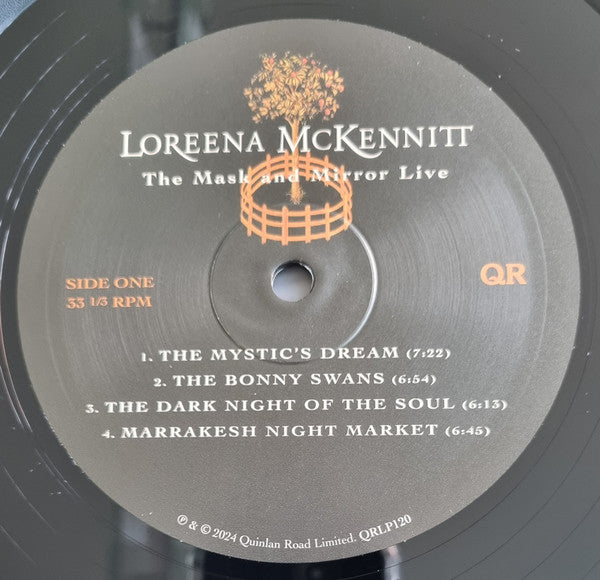 LOREENA MCKENNITT
The Mask and Mirror Live
SIDE ONE
33 1/3 RPM
QR
1. THE MYSTIC'S DREAM (7:22)
2. THE BONNY SWANS (6:54)
3. THE DARK NIGHT OF THE SOUL (6:13)
4. MARRAKESH NIGHT MARKET (6:45)
℗ & © 2024 Quinlan Road Limited. QRLP120